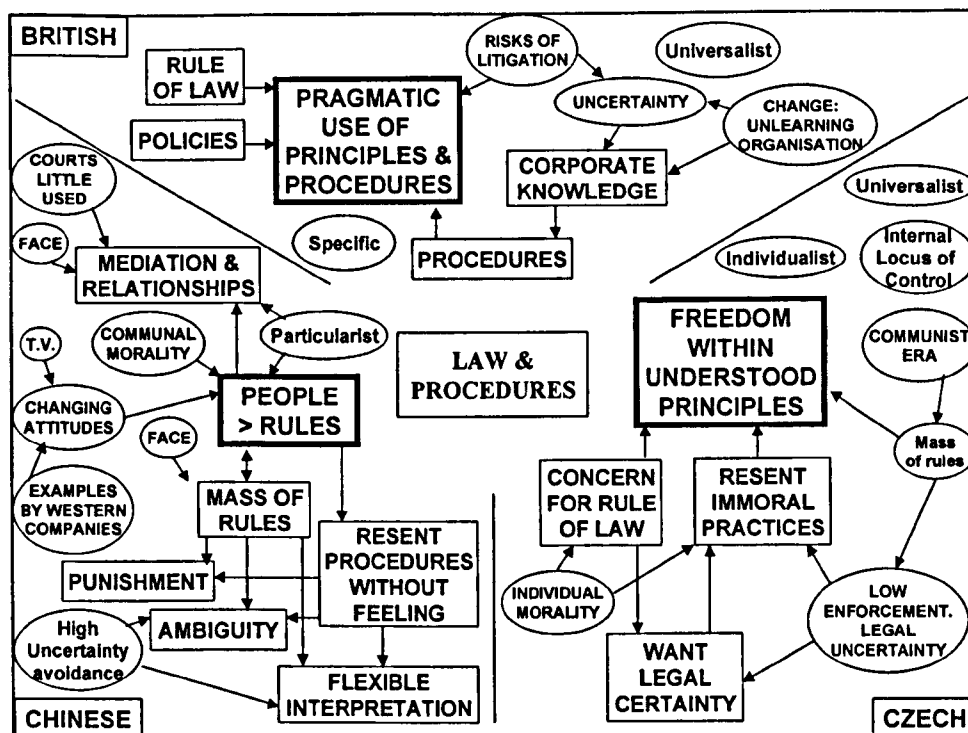 BRITISH
RULE
OF LAW
POLICIES
PRAGMATIC
USE OF
PRINCIPLES &
PROCEDURES
RISKS OF
LITIGATION
Universalist
UNCERTAINTY
CHANGE:
UNLEARNING
ORGANISATION
CORPORATE
KNOWLEDGE
PROCEDURES
Specific
COURTS
LITTLE
USED
FACE
MEDIATION &
RELATIONSHIPS
COMMUNAL
MORALITY
Particularist
T.V.
CHANGING
ATTITUDES
PEOPLE
> RULES
FACE
EXAMPLES
BY WESTERN
COMPANIES
MASS OF
RULES
RESENT
PROCEDURES
WITHOUT
FEELING
PUNISHMENT
AMBIGUITY
High
Uncertainty
avoidance
FLEXIBLE
INTERPRETATION
CHINESE
LAW &
PROCEDURES
Universalist
Individualist
Internal
Locus of
Control
FREEDOM
WITHIN
UNDERSTOOD
PRINCIPLES
COMMUNIST
ERA
Mass
of rules
CONCERN
FOR RULE
OF LAW
RESENT
IMMORAL
PRACTICES
INDIVIDUAL
MORALITY
LOW
ENFORCEMENT.
LEGAL
UNCERTAINTY
WANT
LEGAL
CERTAINTY
CZECH